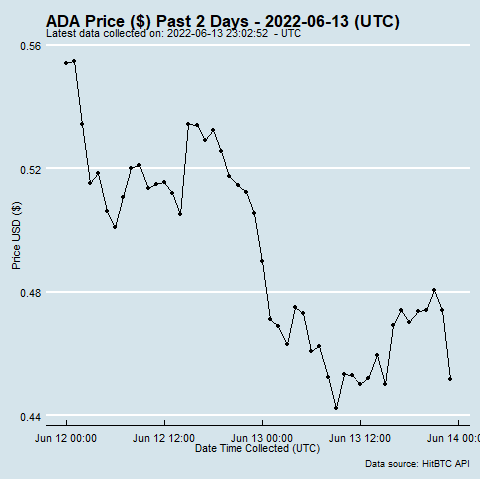 ADA Price ($) Past 2 Days - 2022-06-13 (UTC)
Latest data collected on: 2022-06-13 23:02:52 - UTC
0.56
0.52
0.48
0.44
Price USD ($)
Jun 12 00:00 Jun 12 12:00 Jun 13 00:00 Jun 13 12:00 Jun 14 00:00
Date Time Collected (UTC)
Data source: HitBTC API